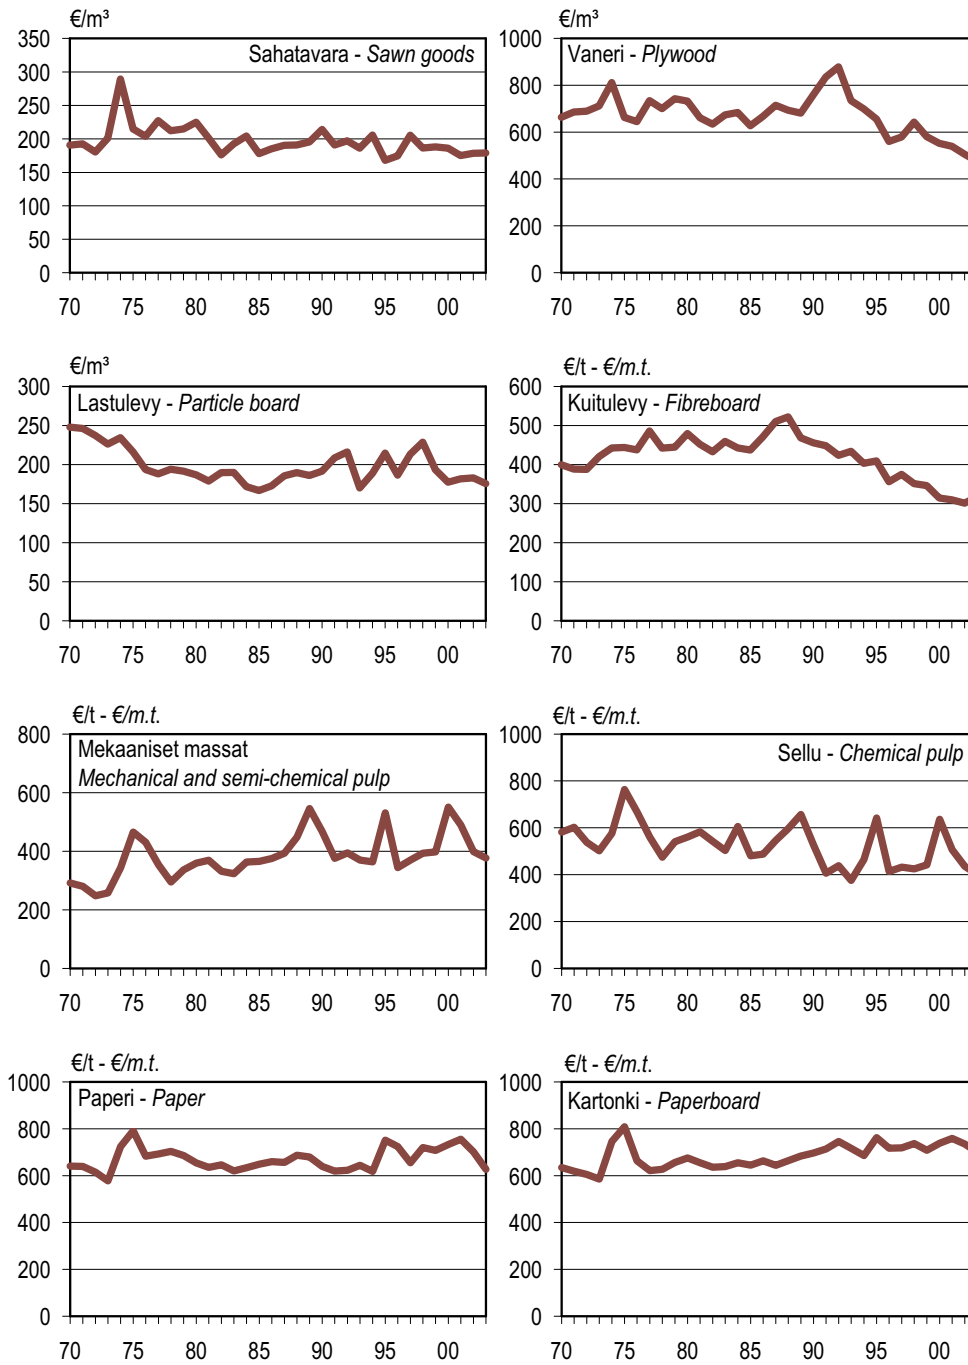 €/m³
350
300
250
200
150
100
50
0
Sahatavara - Sawn goods
70 75 80 85 90 95 00
€/m³
1000
800
600
400
200
0
Vaneri - Plywood
70 75 80 85 90 95 00
€/m³
300
250
200
150
100
50
0
Lastulevy - Particle board
70 75 80 85 90 95 00
€/t - €/m.t.
600
500
400
300
200
100
0
Kuitulevy - Fibreboard
70 75 80 85 90 95 00
€/t - €/m.t.
800
600
400
200
0
Mekaaniset massat
Mechanical and semi-chemical pulp
70 75 80 85 90 95 00
€/t - €/m.t.
1000
800
600
400
200
0
Sellu - Chemical pulp
70 75 80 85 90 95 00
€/t - €/m.t.
1000
800
600
400
200
0
Paperi - Paper
70 75 80 85 90 95 00
€/t - €/m.t.
1000
800
600
400
200
0
Kartonki - Paperboard
70 75 80 85 90 95 00